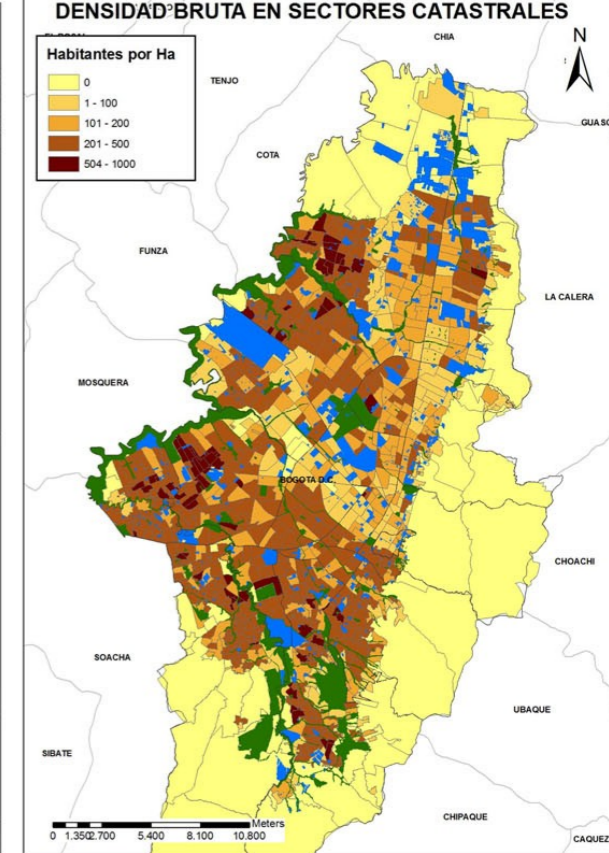 DENSIDAD BRUTA EN SECTORES CATASTRALES
CHIA
N
Habitantes por Ha
0
1 - 100
101 - 200
201 - 500
504 - 1000
TENJO
GUASC
COTA
FUNZA
LA CALERA
MOSQUERA
BOGOTA D.C.
CHOACHI
SOACHA
UBAQUE
SIBATE
CHIPAQUE
CAQUEZ
Meters
0 1.350 2.700 5.400 8.100 10.800